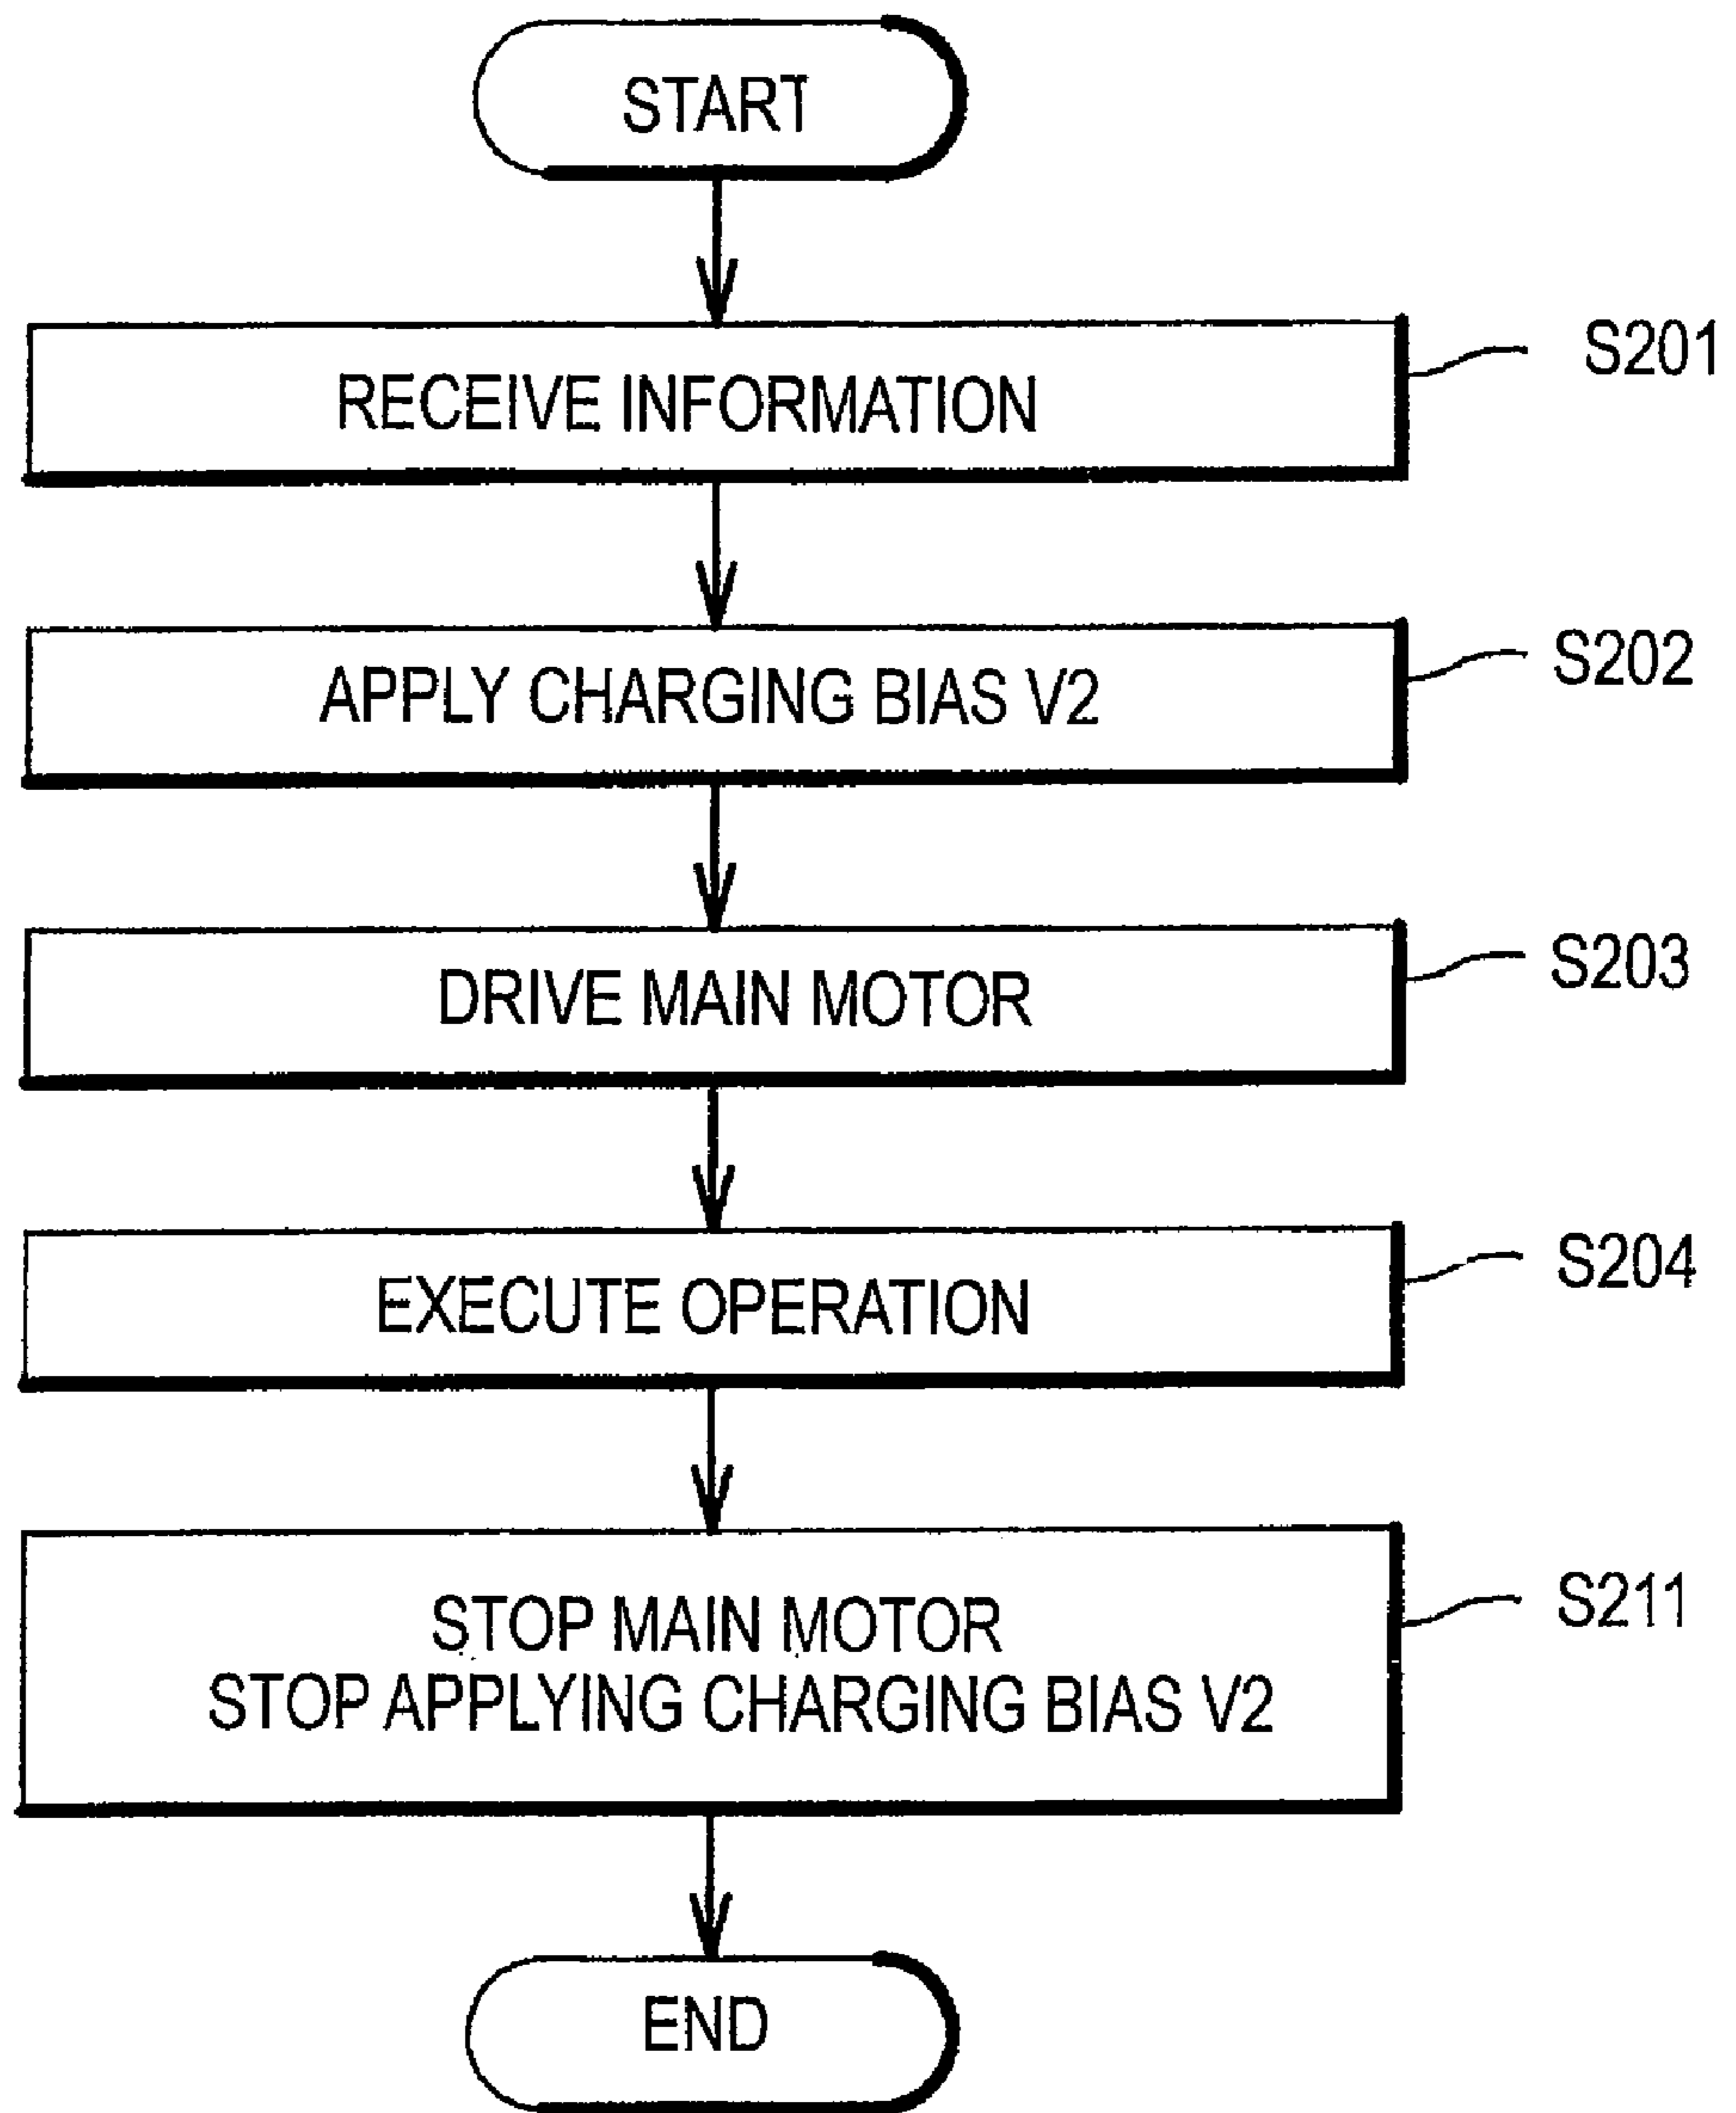 START
RECEIVE INFORMATION
S201
APPLY CHARGING BIAS V2
S202
DRIVE MAIN MOTOR
S203
EXECUTE OPERATION
S204
STOP MAIN MOTOR
STOP APPLYING CHARGING BIAS V2
S211
END